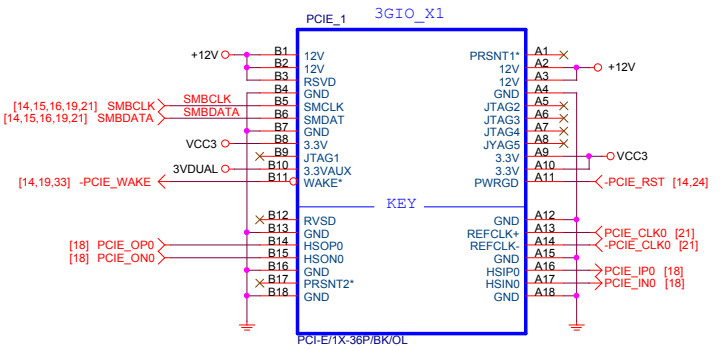 3GIO_X1
PCIE_1
+12V B1 12V PRSNT1* A1
B2 12V 12V A2 +12V
B3 RSVD 12V A3
B4 GND GND A4
[14,15,16,19,21] SMBCLK SMBCLK B5 SMCLK JTAG2 A5
[14,15,16,19,21] SMBDATA SMBDATA B6 SMDAT JTAG3 A6
B7 GND JTAG4 A7
VCC3 B8 3.3V JYAG5 A8
B9 JTAG1 3.3V A9 VCC3
3VDUAL B10 3.3VAUX 3.3V A10
[14,19,33] -PCIE_WAKE B11 WAKE* PWRGD A11 -PCIE_RST [14,24]
KEY
B12 RVSD GND A12
B13 GND REFCLK+ A13 PCIE_CLK0 [21]
[18] PCIE_OP0 B14 HSOP0 REFCLK- A14 -PCIE_CLK0 [21]
[18] PCIE_ON0 B15 HSON0 GND A15
B16 GND HSIP0 A16 PCIE_IP0 [18]
B17 PRSNT2* HSIN0 A17 PCIE_IN0 [18]
B18 GND GND A18
PCI-E/1X-36P/BK/OL